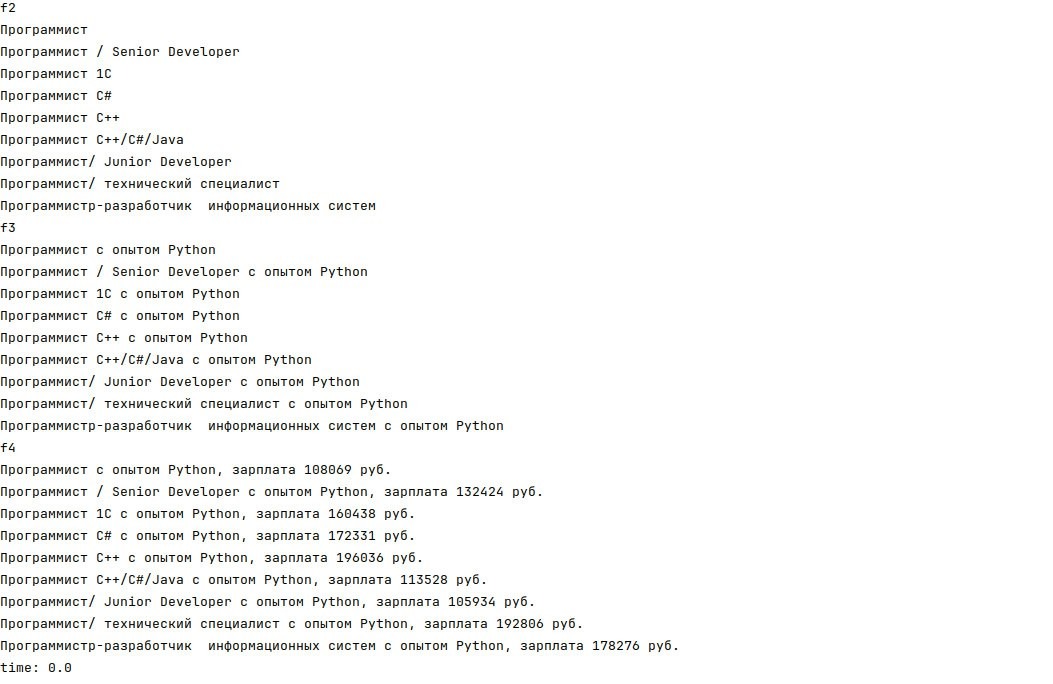 f2
Программист
Программист / Senior Developer
Программист 1С
Программист C#
Программист C++
Программист C++/C#/Java
Программист/ Junior Developer
Программист/ технический специалист
Программистр-разработчик  информационных систем
f3
Программист с опытом Python
Программист / Senior Developer с опытом Python
Программист 1С с опытом Python
Программист C# с опытом Python
Программист C++ с опытом Python
Программист C++/C#/Java с опытом Python
Программист/ Junior Developer с опытом Python
Программист/ технический специалист с опытом Python
Программистр-разработчик  информационных систем с опытом Python
f4
Программист с опытом Python, зарплата 108069 руб.
Программист / Senior Developer с опытом Python, зарплата 132424 руб.
Программист 1С с опытом Python, зарплата 160438 руб.
Программист C# с опытом Python, зарплата 172331 руб.
Программист C++ с опытом Python, зарплата 196036 руб.
Программист C++/C#/Java с опытом Python, зарплата 113528 руб.
Программист/ Junior Developer с опытом Python, зарплата 105934 руб.
Программист/ технический специалист с опытом Python, зарплата 192806 руб.
Программистр-разработчик  информационных систем с опытом Python, зарплата 178276 руб.
time: 0.0